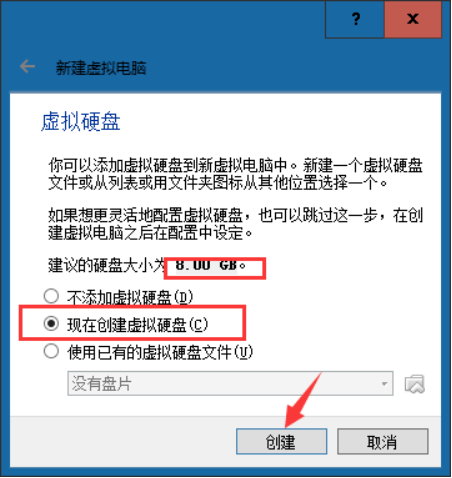 ? x
新建虚拟电脑
虚拟硬盘
你可以添加虚拟硬盘到新虚拟电脑中。新建一个虚拟硬盘
文件或从列表或用文件夹图标从其他位置选择一个。
如果想更灵活地配置虚拟硬盘，也可以跳过这一步，在创
建虚拟电脑之后在配置中设定。
建议的硬盘大小为 8.00 GB。
不添加虚拟硬盘(D)
现在创建虚拟硬盘(C)
使用已有的虚拟硬盘文件(U)
没有盘片
创建 取消